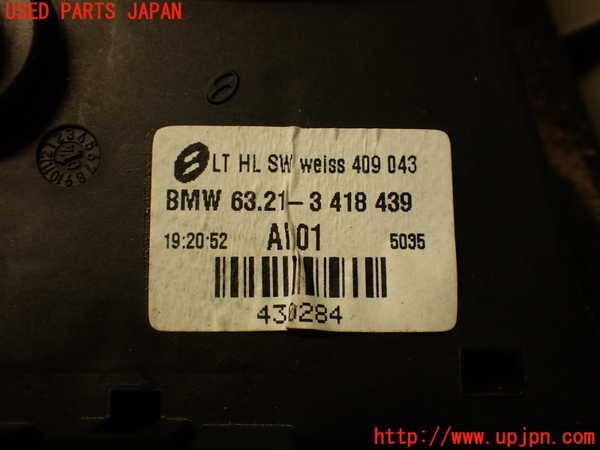 USED PARTS JAPAN
LT HL SW weiss 409 043
BMW 63.21-3 418 439
19:20:52 AI01 5035
430284
http://www.upjpn.com/